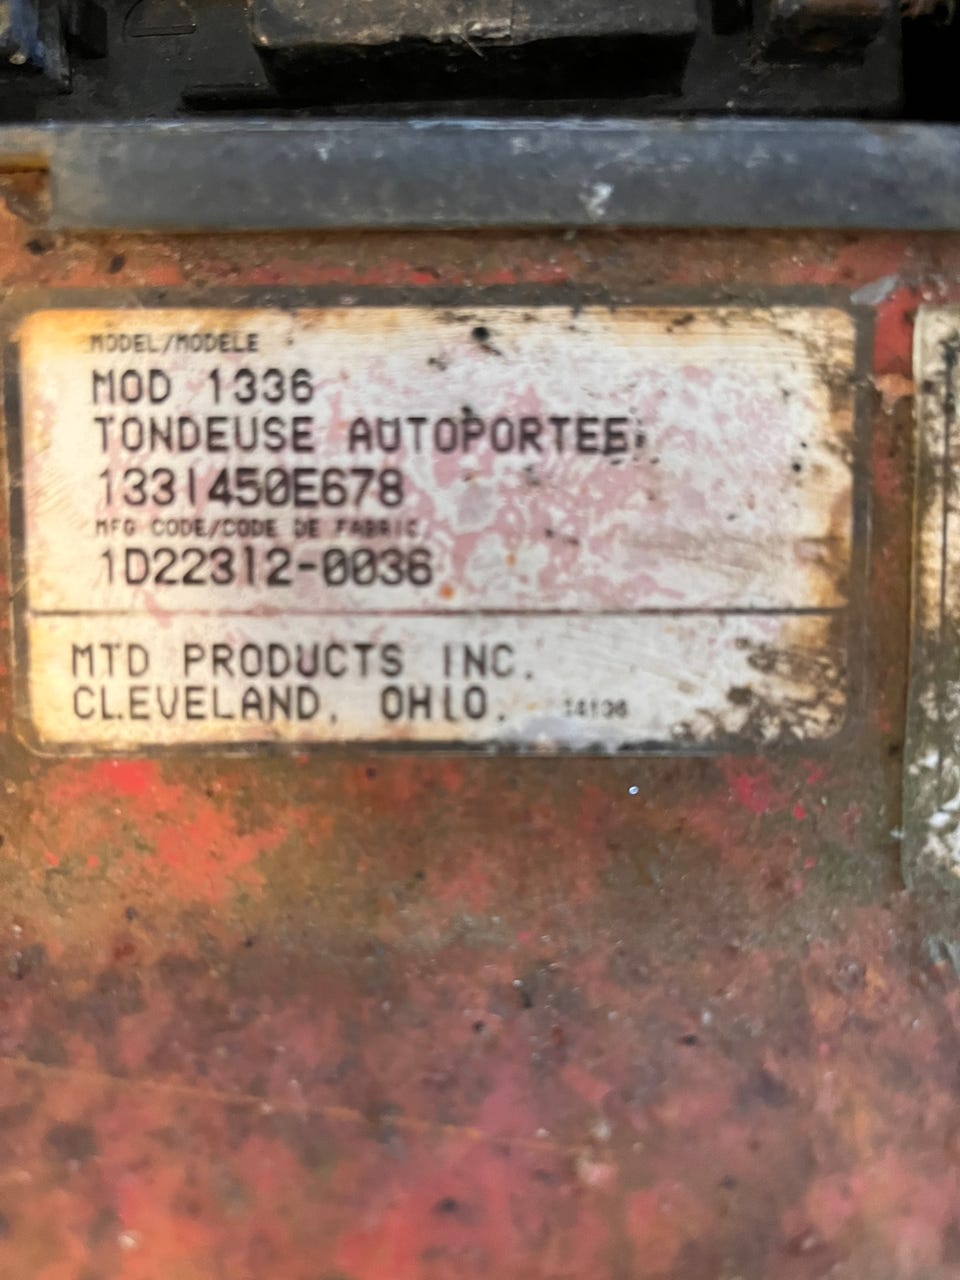 MODEL/MODELE
MOD 1336
TONDEUSE AUTOPORTEE
1331450E678
MFG CODE/CODE DE FABRIC
1D22312-0036
MTD PRODUCTS INC.
CLEVELAND, OHIO.